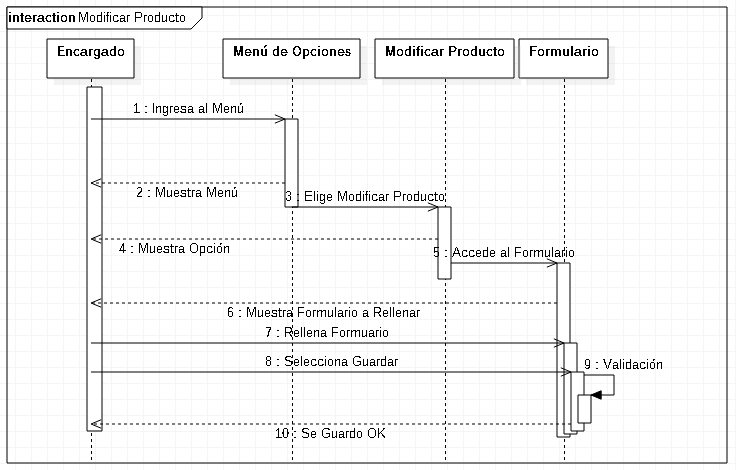 interaction Modificar Producto
Encargado
Menú de Opciones
Modificar Producto
Formulario
1 : Ingresa al Menú
2 : Muestra Menú
3 : Elige Modificar Producto
4 : Muestra Opción
5 : Accede al Formulario
6 : Muestra Formulario a Rellenar
7 : Rellena Formuario
8 : Selecciona Guardar
9 : Validación
10 : Se Guardo OK